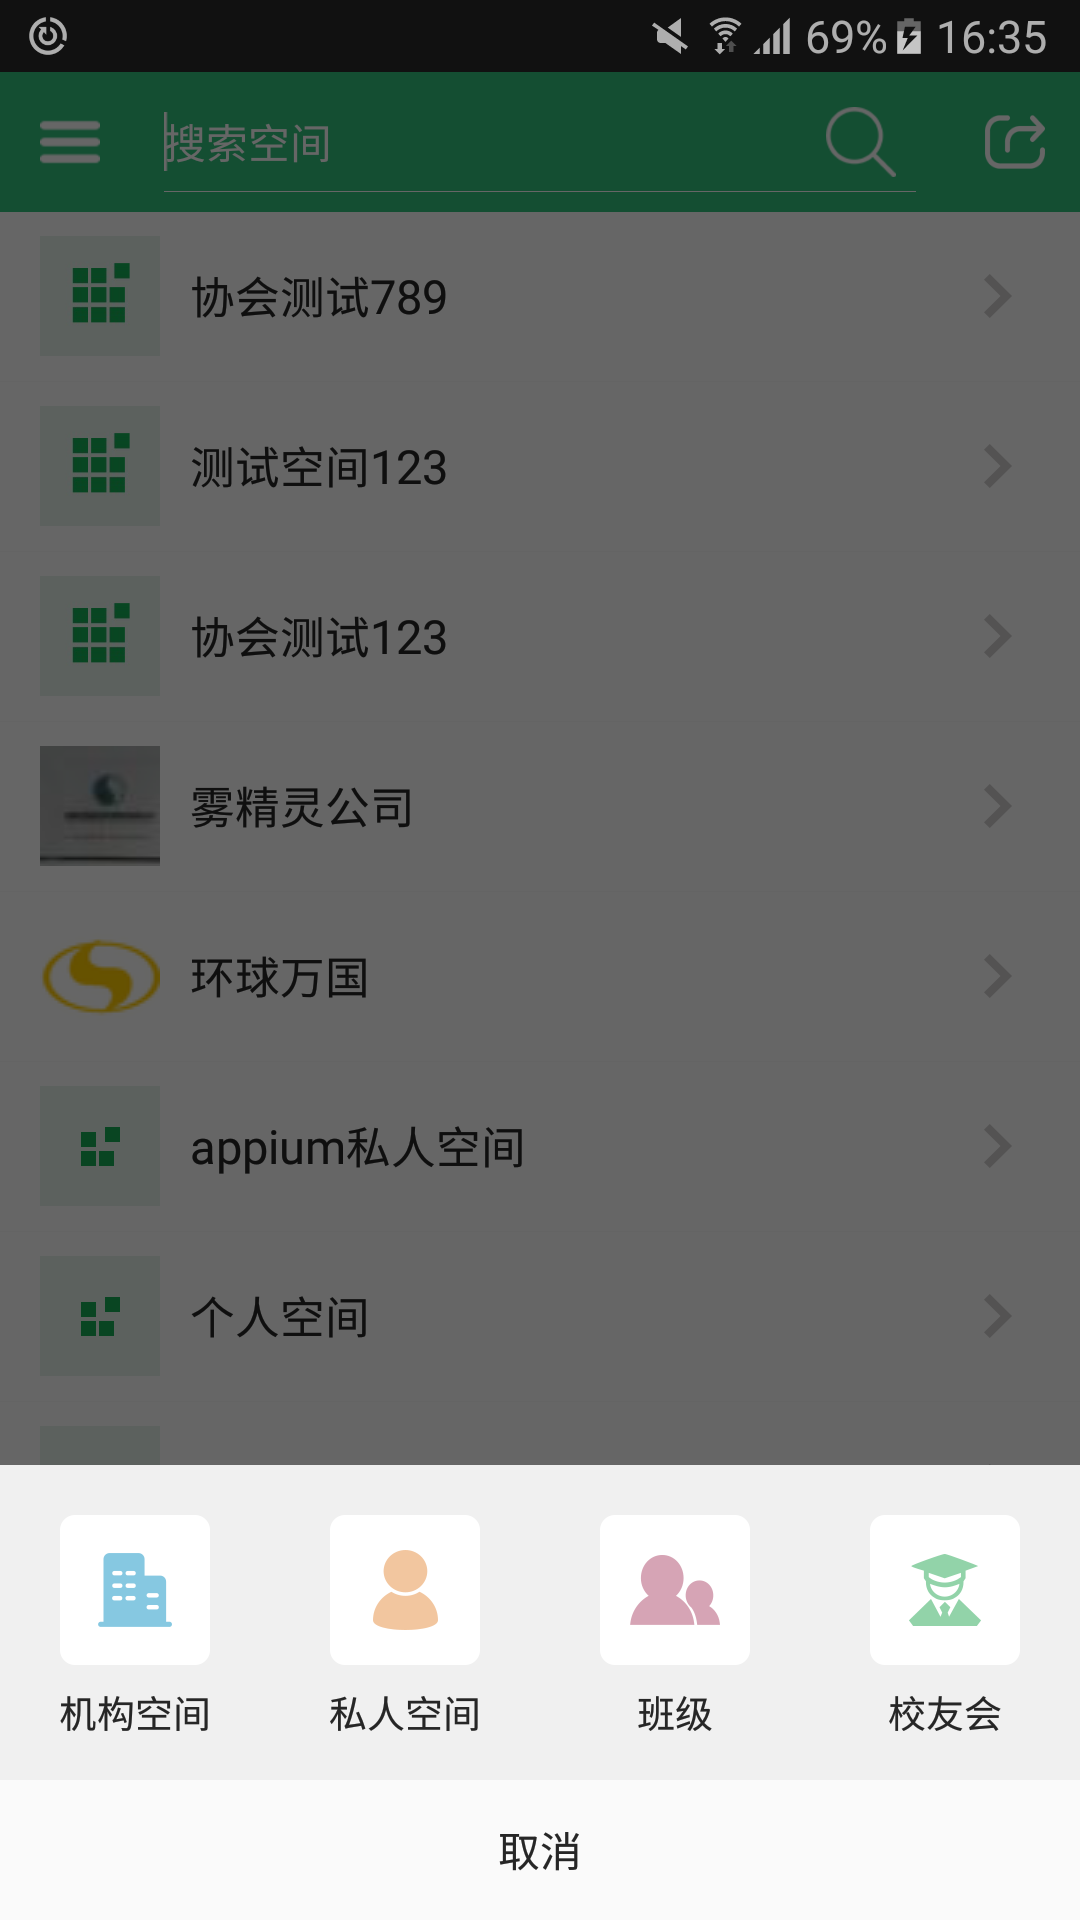 69% 16:35
搜索空间
协会测试789
测试空间123
协会测试123
雾精灵公司
环球万国
appium私人空间
个人空间
机构空间 私人空间 班级 校友会
取消